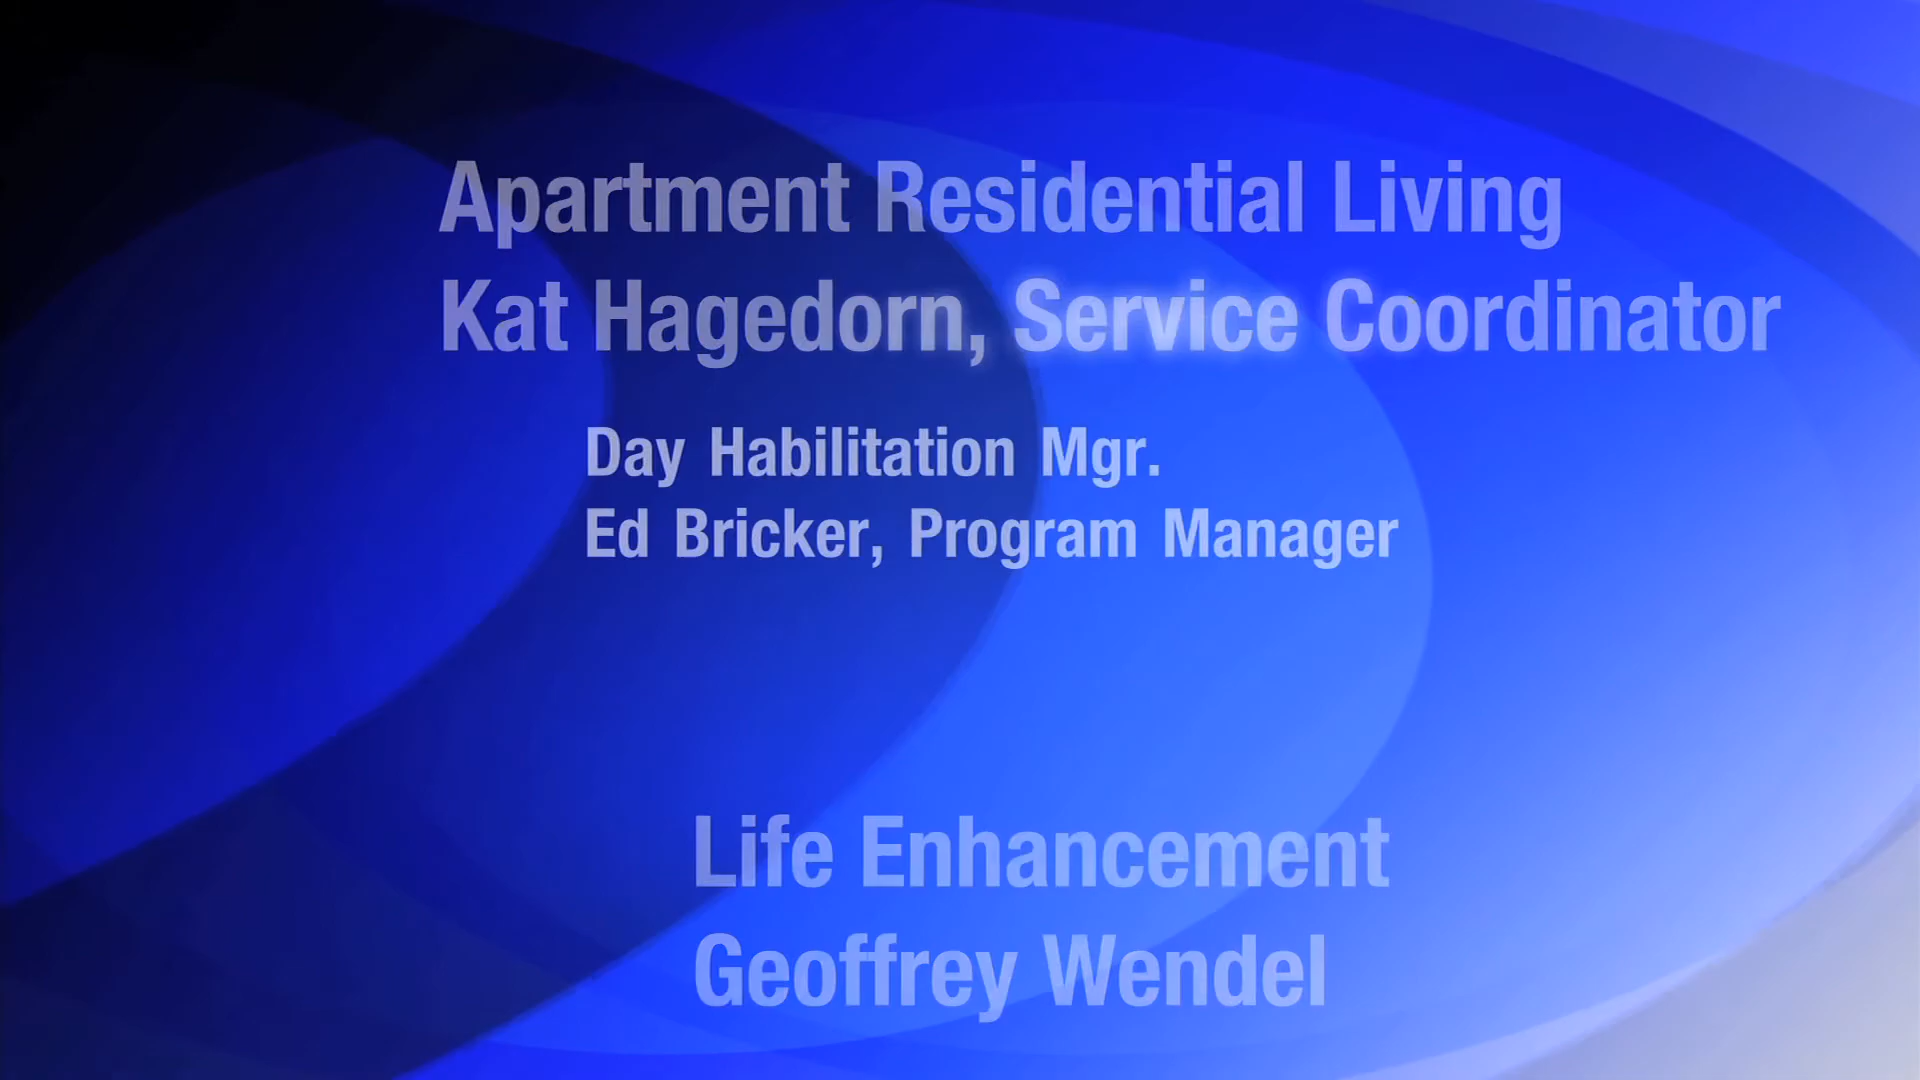 Apartment Residential Living
Kat Hagedorn, Service Coordinator
Day Habilitation Mgr.
Ed Bricker, Program Manager
Life Enhancement
Geoffrey Wendel